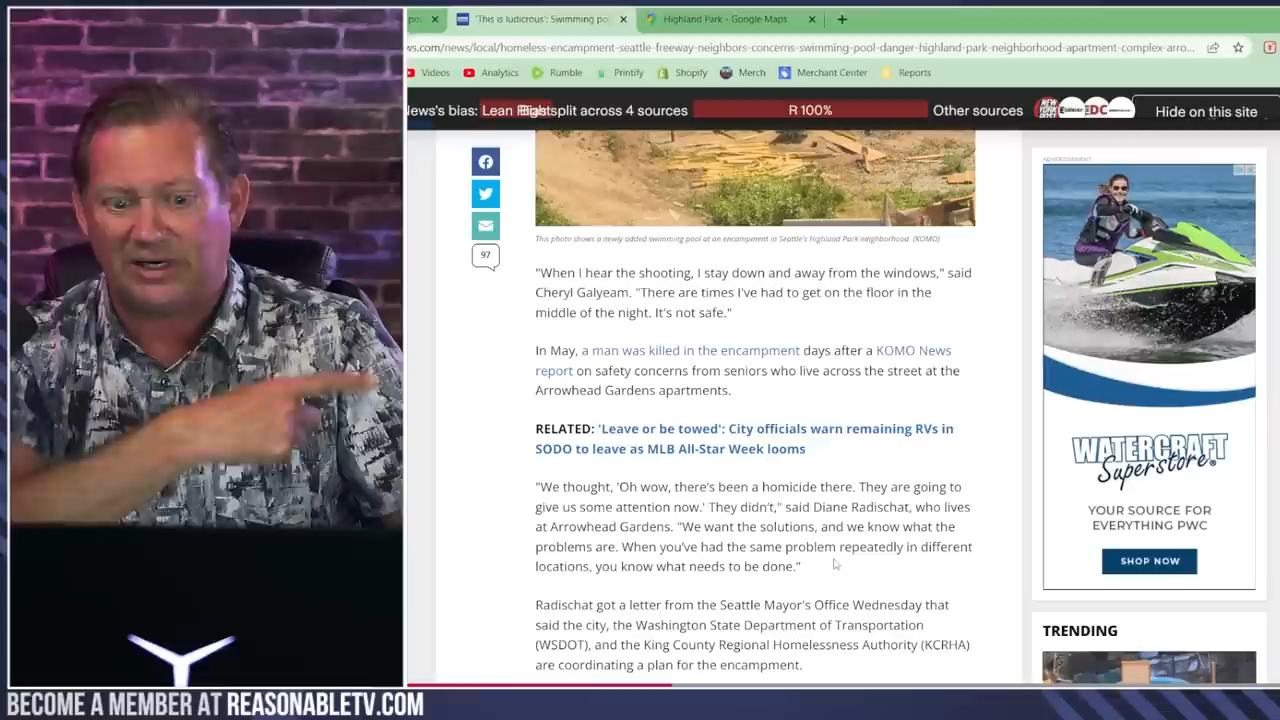 'This is ludicrous': Swimming po
Highland Park - Google Maps
ws.com/news/local/homeless-encampment-seattle-freeway-neighbors-concerns-swimming-pool-danger-highland-park-neighborhood-apartment-complex-arro...
Videos Analytics Rumble Printify Shopify Merch Merchant Center Reports
News's bias: Lean Right split across 4 sources R 100% Other sources Hide on this site
ADVERTISEMENT
This photo shows a newly added swimming pool at an encampment in Seattle's Highland Park neighborhood. (KOMO)
97
"When I hear the shooting, I stay down and away from the windows," said
Cheryl Galyeam. "There are times I've had to get on the floor in the
middle of the night. It's not safe."
In May, a man was killed in the encampment days after a KOMO News
report on safety concerns from seniors who live across the street at the
Arrowhead Gardens apartments.
RELATED: 'Leave or be towed': City officials warn remaining RVs in
SODO to leave as MLB All-Star Week looms
"We thought, 'Oh wow, there's been a homicide there. They are going to
give us some attention now.' They didn't," said Diane Radischat, who lives
at Arrowhead Gardens. "We want the solutions, and we know what the
problems are. When you've had the same problem repeatedly in different
locations, you know what needs to be done."
Radischat got a letter from the Seattle Mayor's Office Wednesday that
said the city, the Washington State Department of Transportation
(WSDOT), and the King County Regional Homelessness Authority (KCRHA)
are coordinating a plan for the encampment.
WATERCRAFT
Superstore
YOUR SOURCE FOR
EVERYTHING PWC
SHOP NOW
TRENDING
BECOME A MEMBER AT REASONABLETV.COM